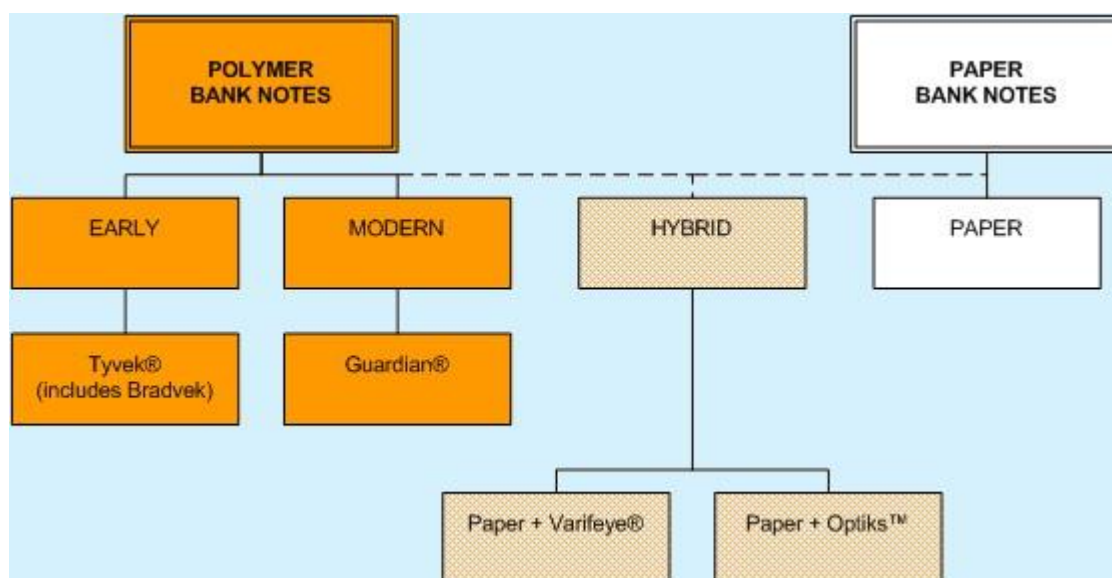 POLYMER
BANK NOTES
PAPER
BANK NOTES
EARLY
MODERN
HYBRID
PAPER
Tyvek®
(includes Bradvek)
Guardian®
Paper + Varifeye®
Paper + Optiks™